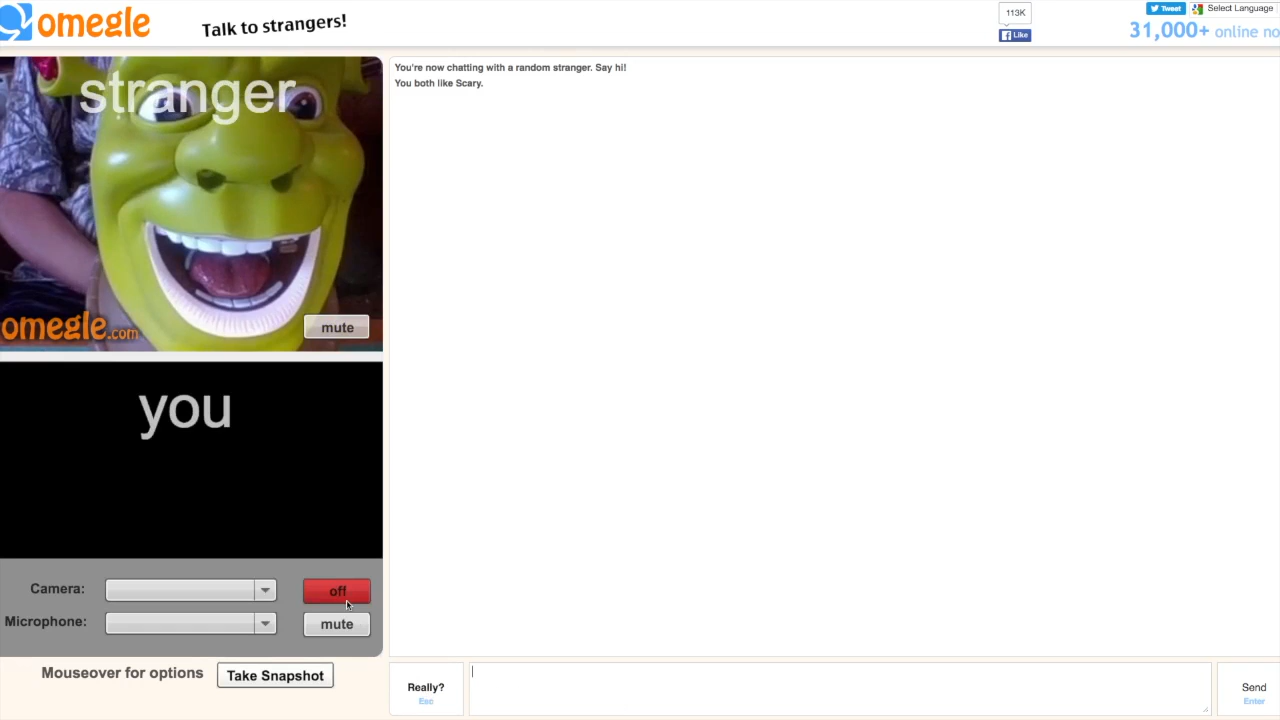 omegle
Talk to strangers!
113K
Like
Tweet
Select Language
31,000+ online no
stranger
omegle.com
mute
You're now chatting with a random stranger. Say hi!
You both like Scary.
you
Camera:
off
Microphone:
mute
Mouseover for options
Take Snapshot
Really?
Esc
Send
Enter